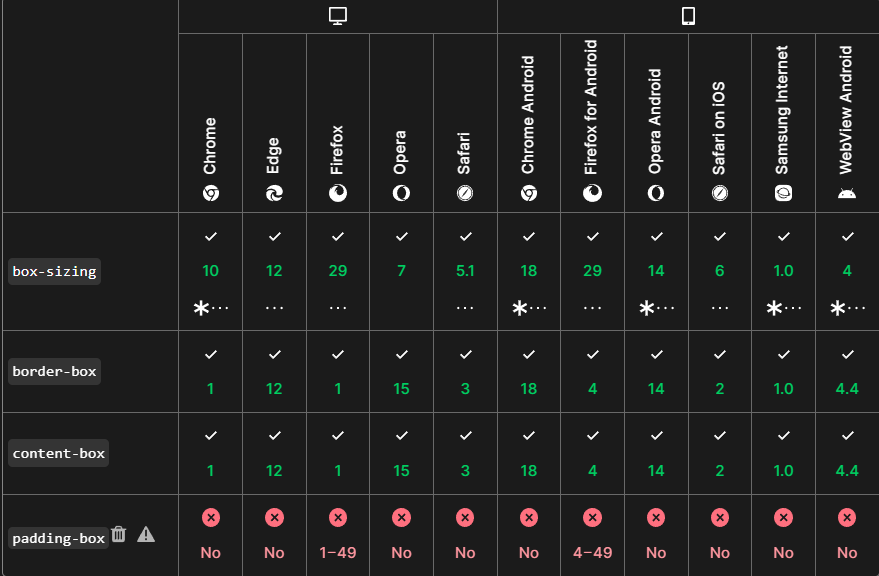 Chrome Edge Firefox Opera Safari Chrome Android Firefox for Android Opera Android Safari on iOS Samsung Internet WebView Android
box-sizing 10 12 29 7 5.1 18 29 14 6 1.0 4
border-box 1 12 1 15 3 18 4 14 2 1.0 4.4
content-box 1 12 1 15 3 18 4 14 2 1.0 4.4
padding-box No No 1–49 No No No 4–49 No No No No